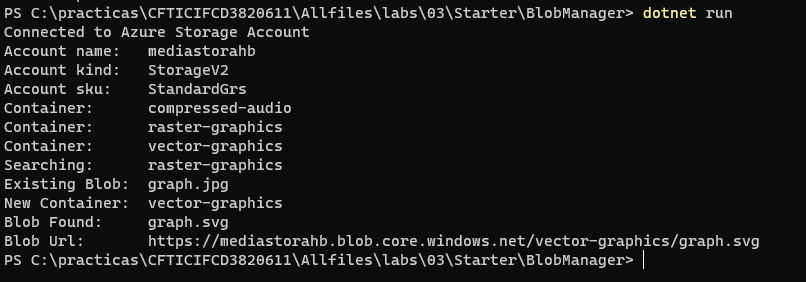 PS C:\practicas\CFTICIFCD3820611\Allfiles\labs\03\Starter\BlobManager> dotnet run
Connected to Azure Storage Account
Account name:   mediastorahb
Account kind:   StorageV2
Account sku:    StandardGrs
Container:      compressed-audio
Container:      raster-graphics
Container:      vector-graphics
Searching:      raster-graphics
Existing Blob:  graph.jpg
New Container:  vector-graphics
Blob Found:     graph.svg
Blob Url:       https://mediastorahb.blob.core.windows.net/vector-graphics/graph.svg
PS C:\practicas\CFTICIFCD3820611\Allfiles\labs\03\Starter\BlobManager>